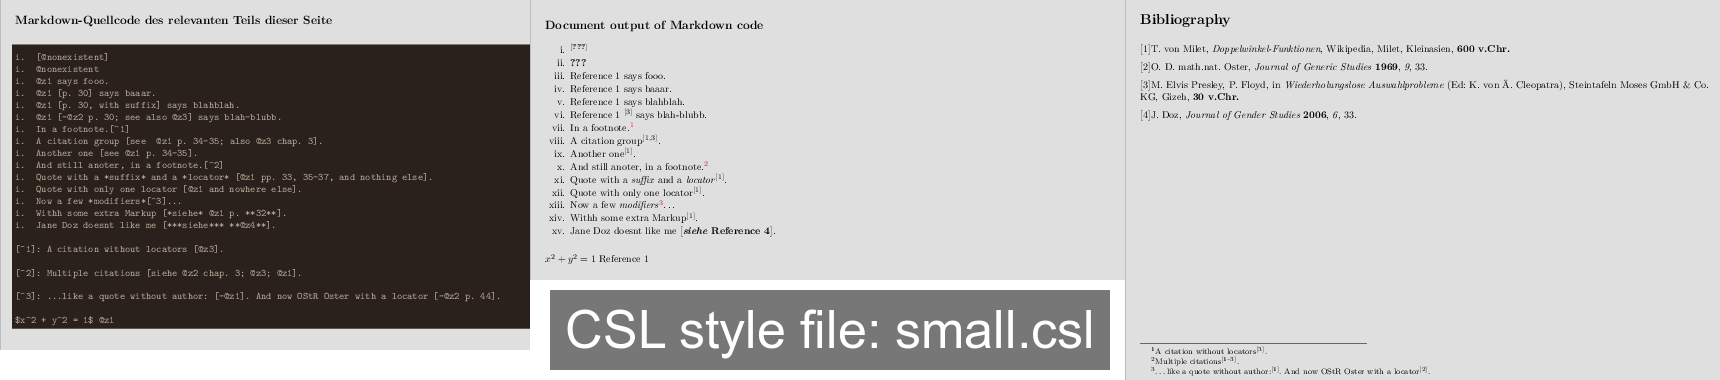 Markdown-Quellcode des relevanten Teils dieser Seite
i. [@nonexistent]
i. @nonexistent
i. @z1 says fooo.
i. @z1 [p. 30] says baaar.
i. @z1 [p. 30, with suffix] says blahblah.
i. @z1 [-@z2 p. 30; see also @z3] says blah-blubb.
i. In a footnote.[^1]
i. A citation group [see @z1 p. 34-35; also @z3 chap. 3].
i. Another one [see @z1 p. 34-35].
i. And still anoter, in a footnote.[^2]
i. Quote with a *suffix* and a *locator* [@z1 pp. 33, 35-37, and nothing else].
i. Quote with only one locator [@z1 and nowhere else].
i. Now a few *modifiers*[^3]...
i. Withh some extra Markup [*siehe* @z1 p. **32**].
i. Jane Doz doesnt like me [***siehe*** **@z4**].
[^1]: A citation without locators [@z3].
[^2]: Multiple citations [siehe @z2 chap. 3; @z3; @z1].
[^3]: ...like a quote without author: [-@z1]. And now OStR Oster with a locator [-@z2 p. 44].
$x^2 + y^2 = 1$ @z1
Document output of Markdown code
i. [???]
ii. ???
iii. Reference 1 says fooo.
iv. Reference 1 says baaar.
v. Reference 1 says blahblah.
vi. Reference 1 [3] says blah-blubb.
vii. In a footnote.1
viii. A citation group[1,3].
ix. Another one[1].
x. And still anoter, in a footnote.2
xi. Quote with a suffix and a locator[1].
xii. Quote with only one locator[1].
xiii. Now a few modifiers3...
xiv. Withh some extra Markup[1].
xv. Jane Doz doesnt like me [siehe Reference 4].
x² + y² = 1 Reference 1
CSL style file: small.csl
Bibliography
[1]T. von Milet, Doppelwinkel-Funktionen, Wikipedia, Milet, Kleinasien, 600 v.Chr.
[2]O. D. math.nat. Oster, Journal of Generic Studies 1969, 9, 33.
[3]M. Elvis Presley, P. Floyd, in Wiederholungslose Auswahlprobleme (Ed: K. von Ä. Cleopatra), Steintafeln Moses GmbH & Co.
KG, Gizeh, 30 v.Chr.
[4]J. Doz, Journal of Gender Studies 2006, 6, 33.
1A citation without locators[3].
2Multiple citations[1–3].
3...like a quote without author:[1]. And now OStR Oster with a locator[2].